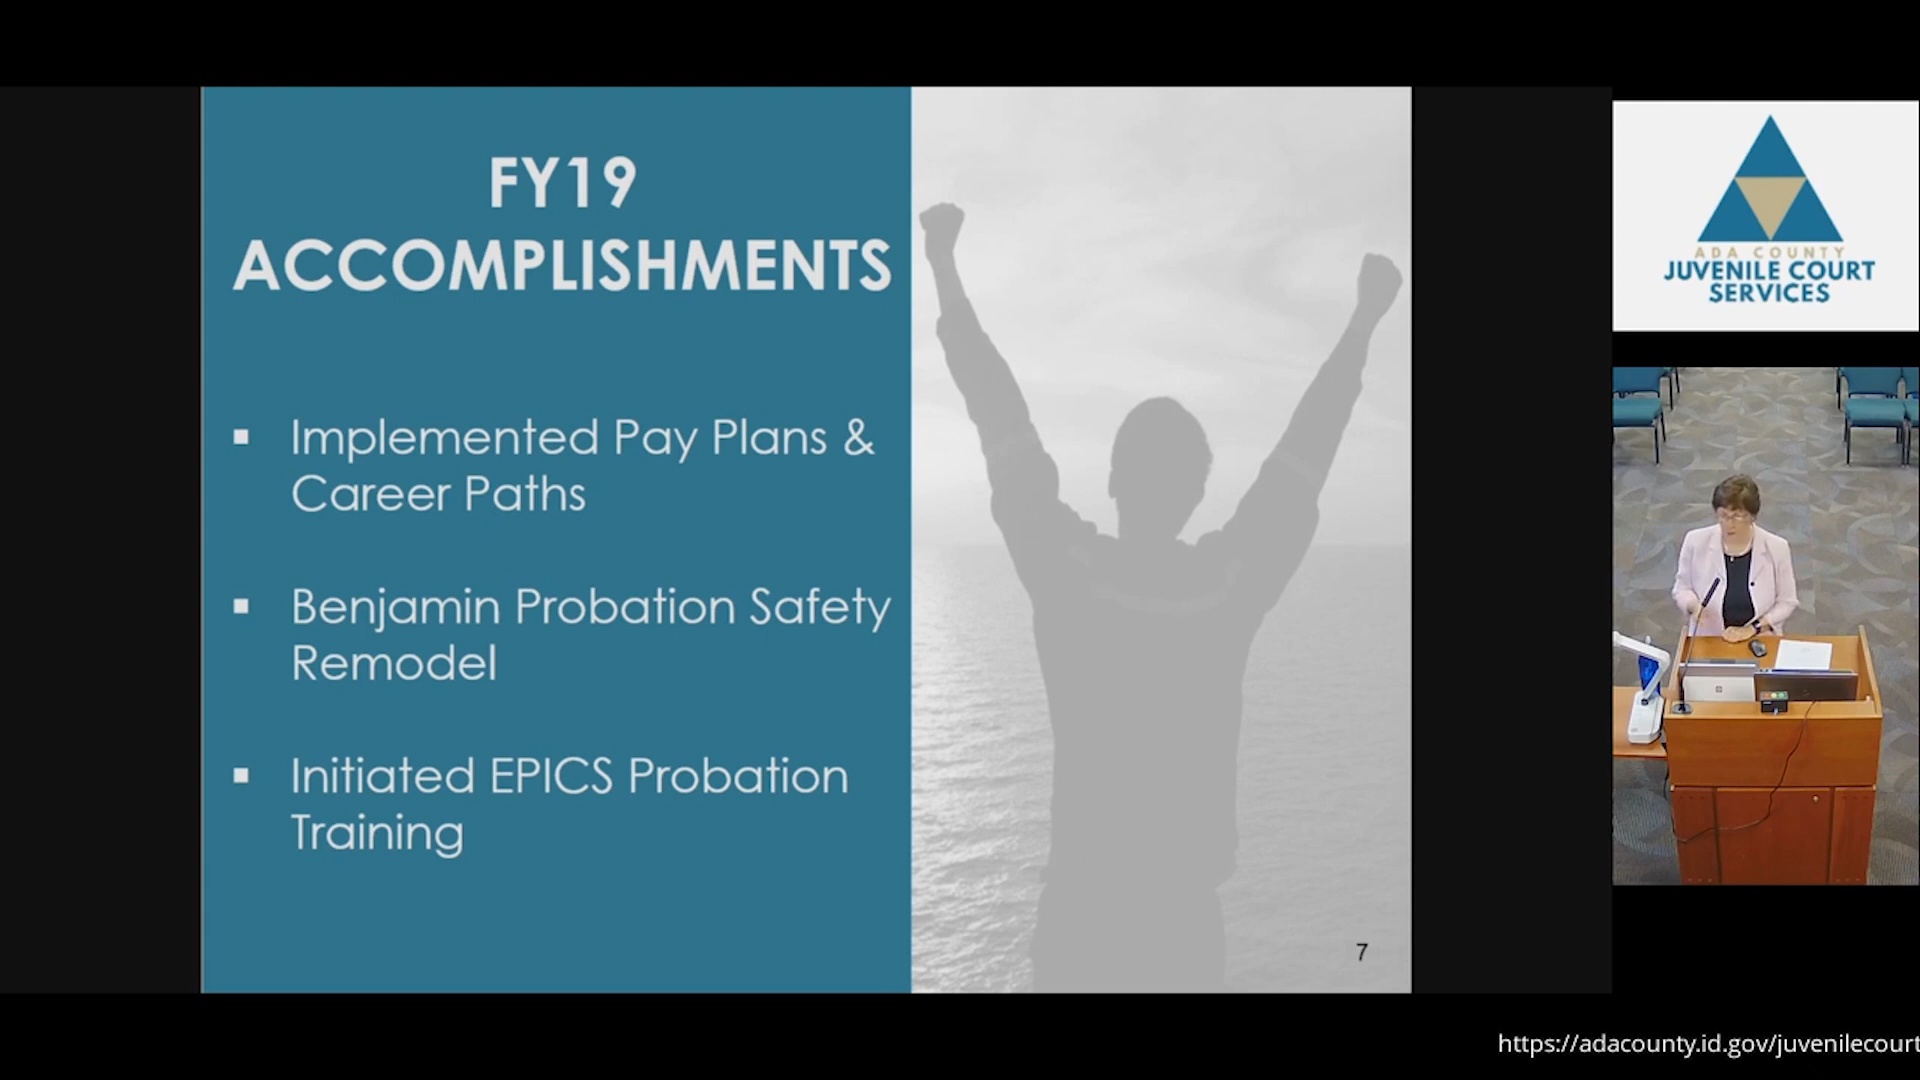 FY19
ACCOMPLISHMENTS
▪ Implemented Pay Plans &
Career Paths
▪ Benjamin Probation Safety
Remodel
▪ Initiated EPICS Probation
Training
7
ADA COUNTY
JUVENILE COURT
SERVICES
https://adacounty.id.gov/juvenilecourt